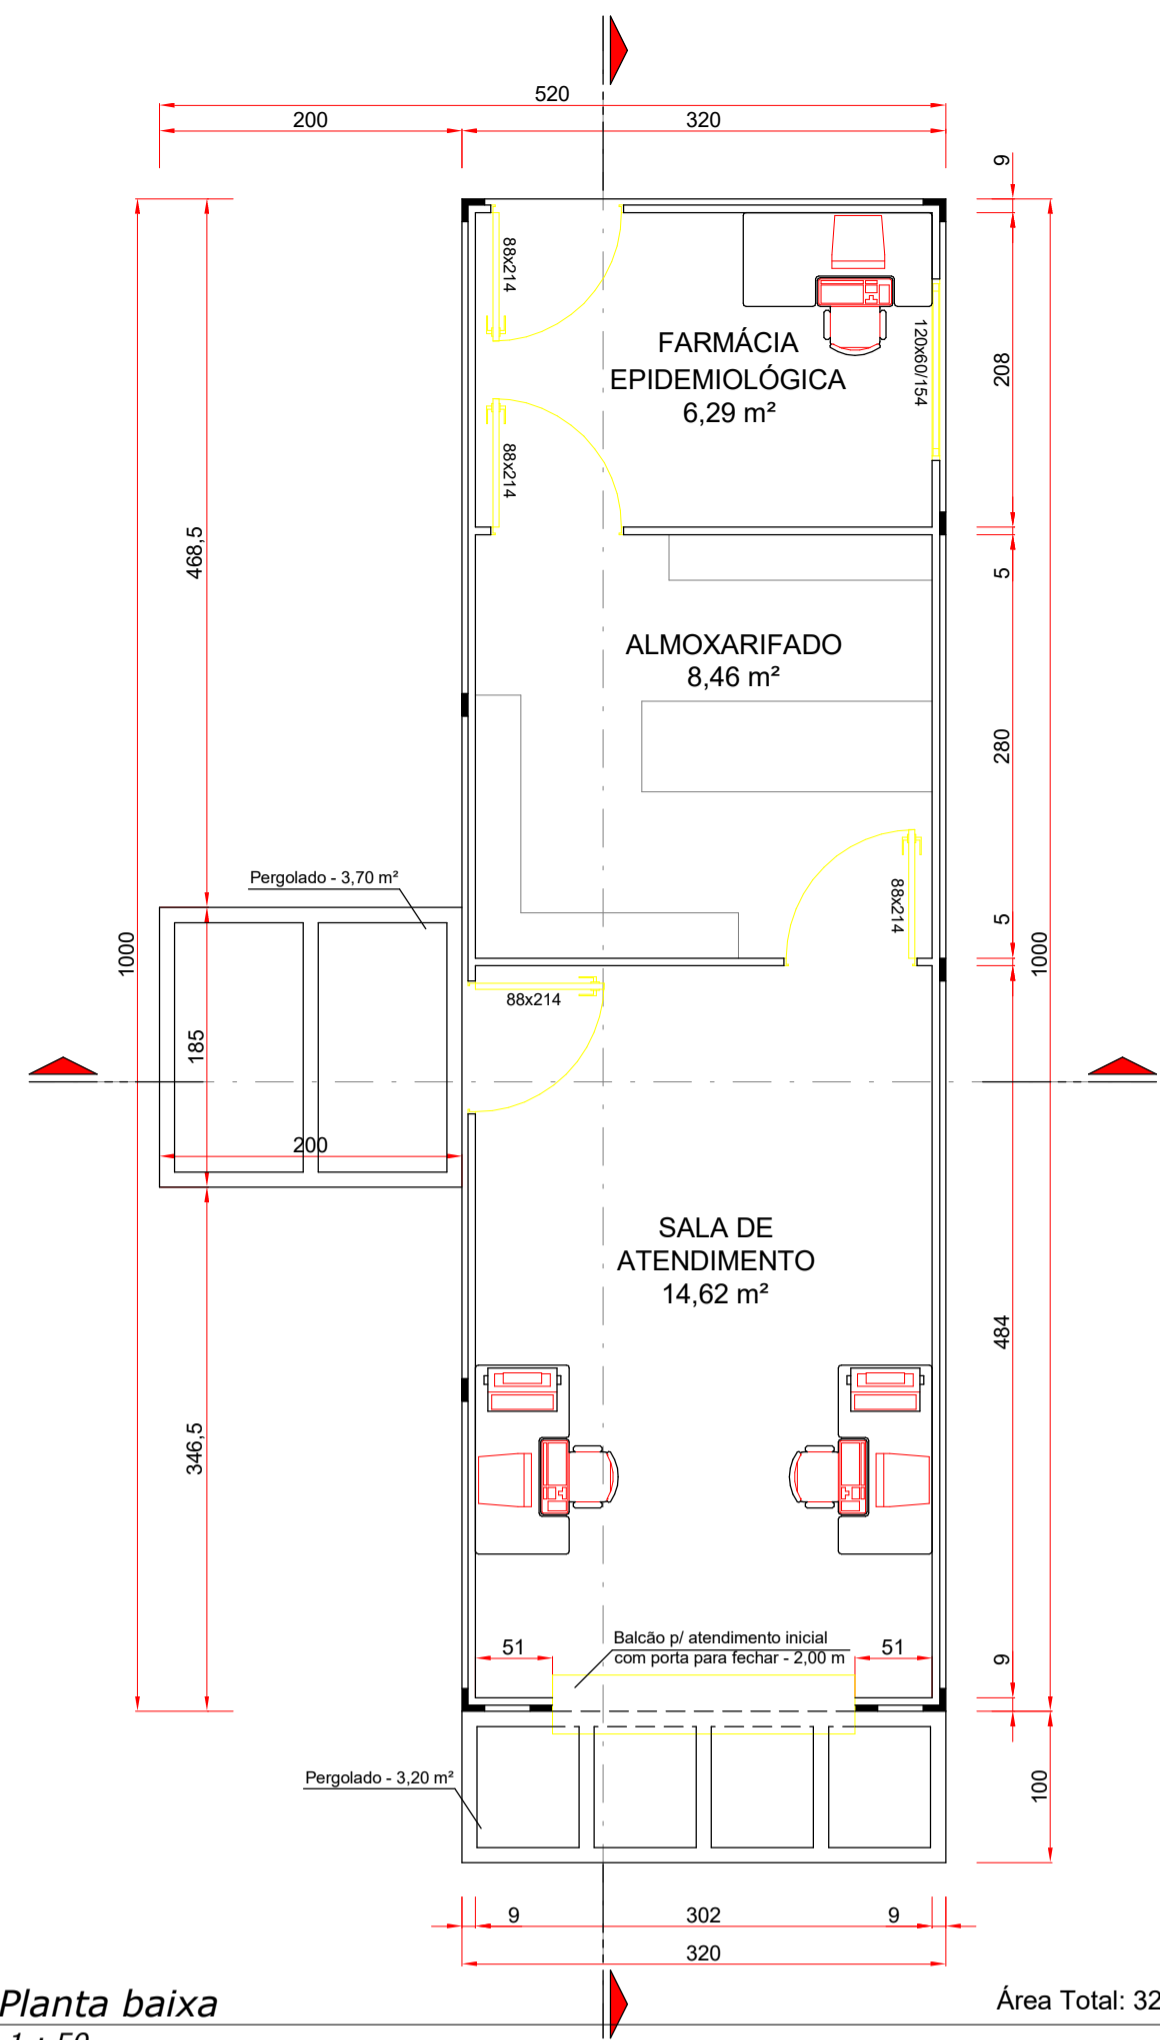 520
200
320
9
88x214
FARMÁCIA
EPIDEMIOLÓGICA
6,29 m²
120x60/154
208
88x214
468,5
5
ALMOXARIFADO
8,46 m²
280
Pergolado - 3,70 m²
88x214
5
1000
1000
88x214
185
200
SALA DE
ATENDIMENTO
14,62 m²
484
346,5
Balcão p/ atendimento inicial
com porta para fechar - 2,00 m
51
51
9
Pergolado - 3,20 m²
100
9
302
9
320
Planta baixa
Área Total: 32
1 : 50